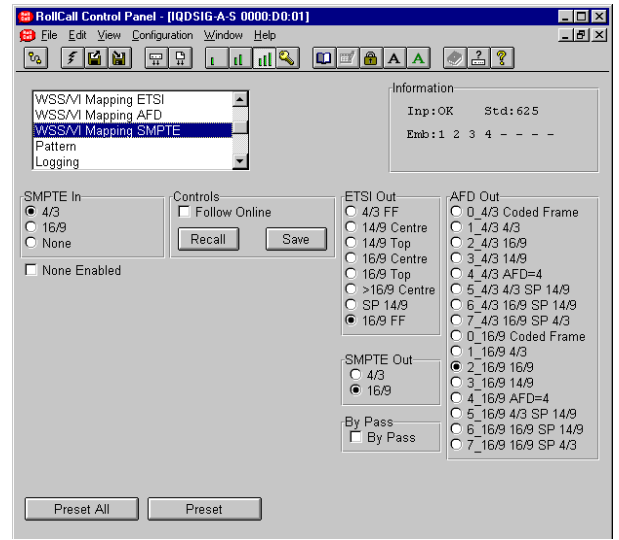 RollCall Control Panel - [IQDSIG-A-S 0000:D0:01]
File Edit View Configuration Window Help
A A
WSS/VI Mapping ETSI
WSS/VI Mapping AFD
WSS/VI Mapping SMPTE
Pattern
Logging
Information
Inp:OK Std:625
Emb:1 2 3 4 - - - -
SMPTE In
4/3
16/9
None
None Enabled
Controls
Follow Online
Recall
Save
ETSI Out
4/3 FF
14/9 Centre
14/9 Top
16/9 Centre
16/9 Top
>16/9 Centre
SP 14/9
16/9 FF
SMPTE Out
4/3
16/9
By Pass
By Pass
AFD Out
0_4/3 Coded Frame
1_4/3 4/3
2_4/3 16/9
3_4/3 14/9
4_4/3 AFD=4
5_4/3 4/3 SP 14/9
6_4/3 16/9 SP 14/9
7_4/3 16/9 SP 4/3
0_16/9 Coded Frame
1_16/9 4/3
2_16/9 16/9
3_16/9 14/9
4_16/9 AFD=4
5_16/9 4/3 SP 14/9
6_16/9 16/9 SP 14/9
7_16/9 16/9 SP 4/3
Preset All
Preset